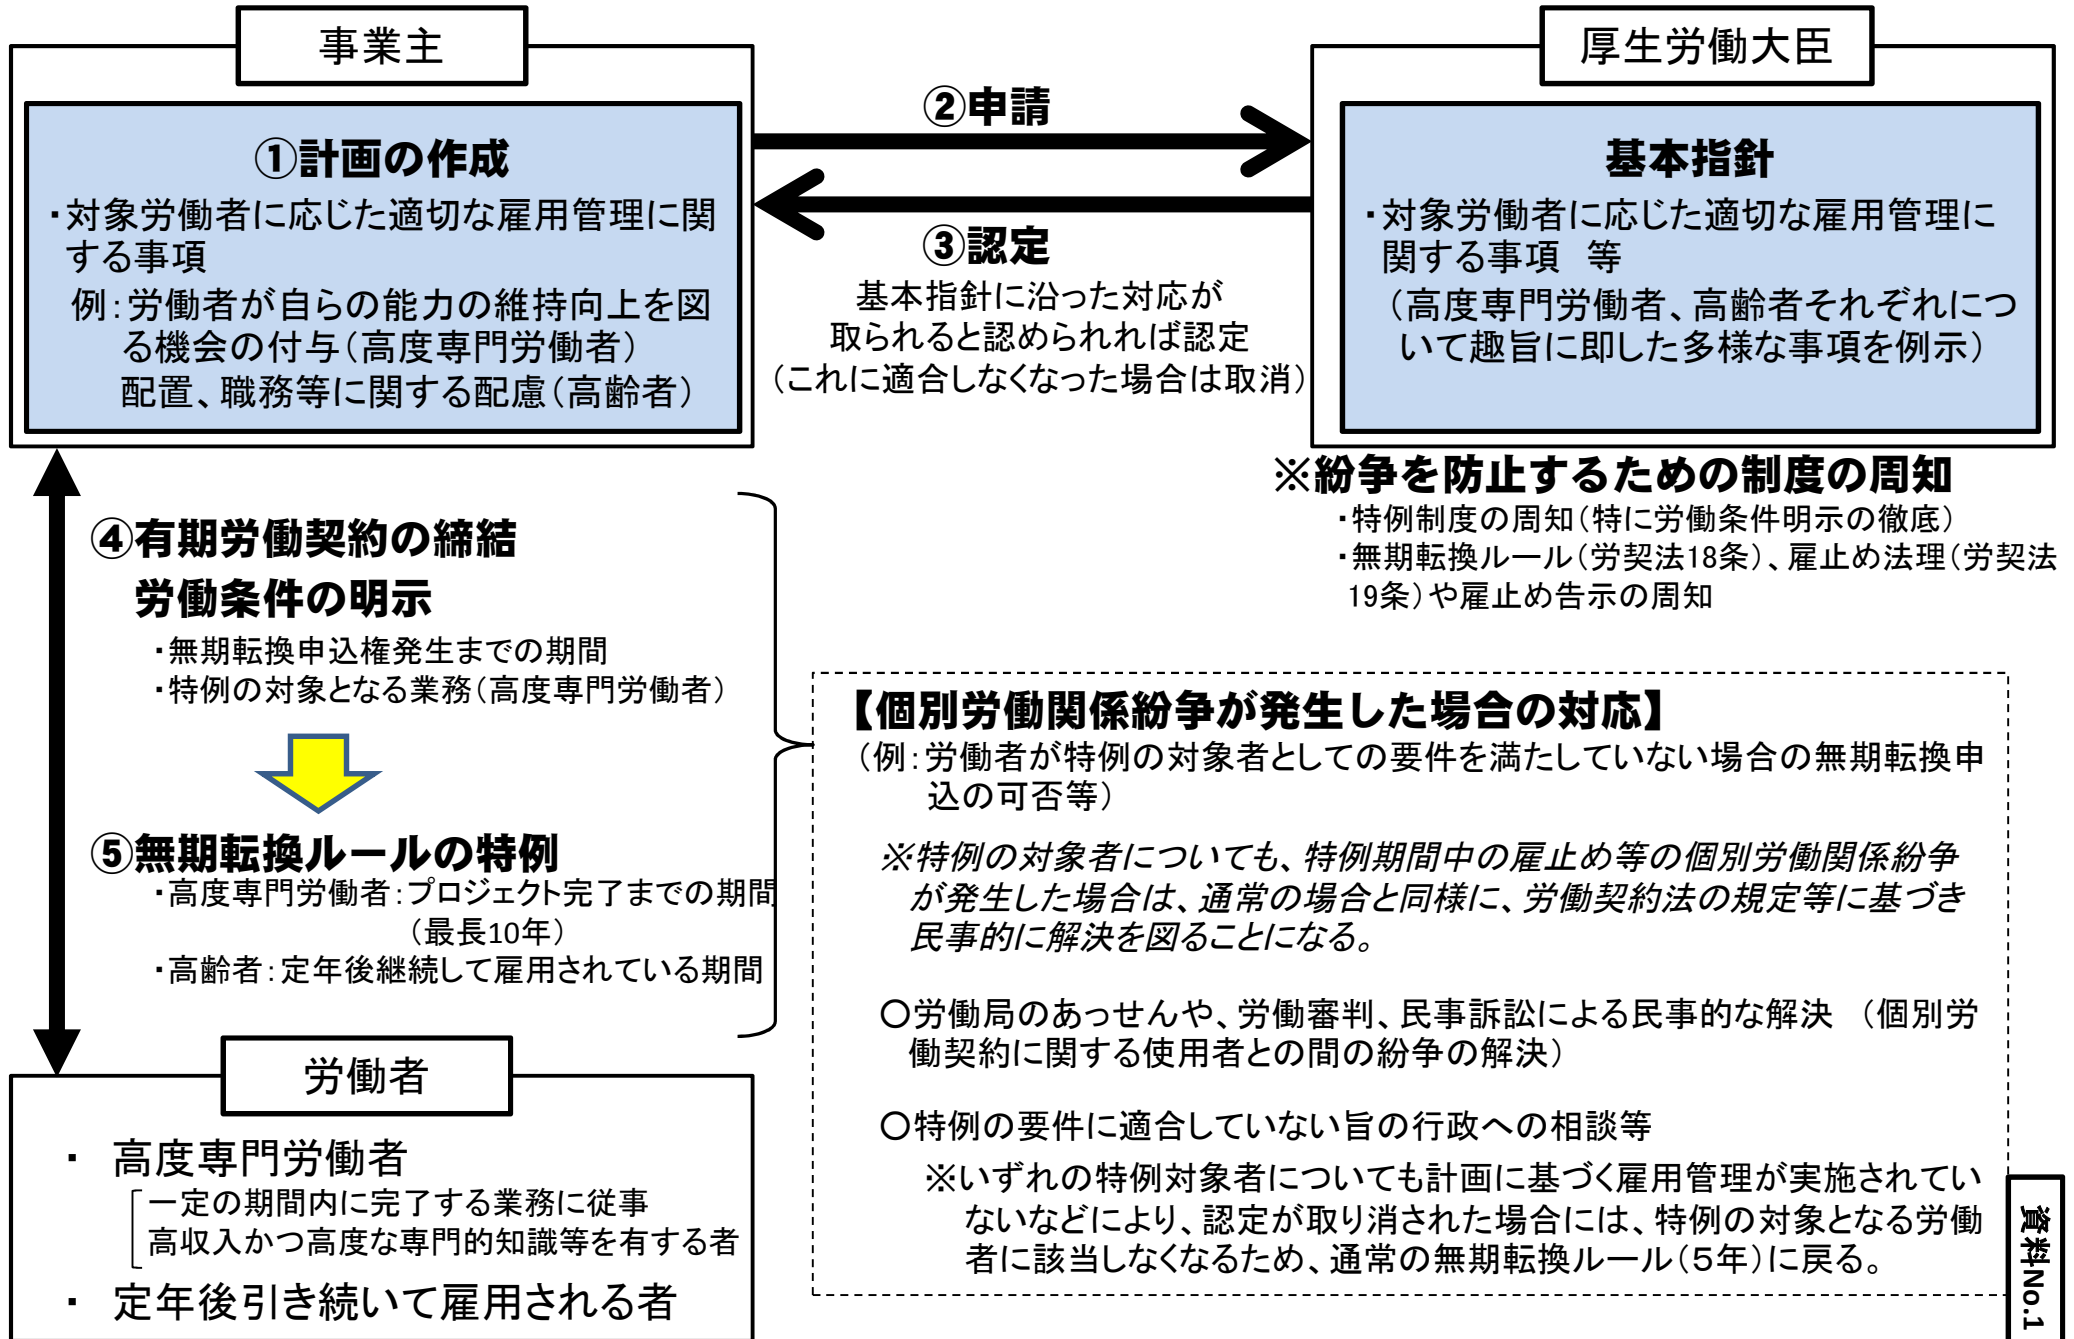 事業主
①計画の作成
・対象労働者に応じた適切な雇用管理に関
する事項
例：労働者が自らの能力の維持向上を図
る機会の付与（高度専門労働者）
配置、職務等に関する配慮（高齢者）
②申請
③認定
基本指針に沿った対応が
取られると認められれば認定
（これに適合しなくなった場合は取消）
厚生労働大臣
基本指針
・対象労働者に応じた適切な雇用管理に
関する事項　等
（高度専門労働者、高齢者それぞれにつ
いて趣旨に即した多様な事項を例示）
※紛争を防止するための制度の周知
・特例制度の周知（特に労働条件明示の徹底）
・無期転換ルール（労契法18条）、雇止め法理（労契法
19条）や雇止め告示の周知
④有期労働契約の締結
労働条件の明示
・無期転換申込権発生までの期間
・特例の対象となる業務（高度専門労働者）
⑤無期転換ルールの特例
・高度専門労働者：プロジェクト完了までの期間
（最長10年）
・高齢者：定年後継続して雇用されている期間
労働者
・ 高度専門労働者
一定の期間内に完了する業務に従事
高収入かつ高度な専門的知識等を有する者
・ 定年後引き続いて雇用される者
【個別労働関係紛争が発生した場合の対応】
（例：労働者が特例の対象者としての要件を満たしていない場合の無期転換申
込の可否等）
※特例の対象者についても、特例期間中の雇止め等の個別労働関係紛争
が発生した場合は、通常の場合と同様に、労働契約法の規定等に基づき
民事的に解決を図ることになる。
〇労働局のあっせんや、労働審判、民事訴訟による民事的な解決 （個別労
働契約に関する使用者との間の紛争の解決）
〇特例の要件に適合していない旨の行政への相談等
※いずれの特例対象者についても計画に基づく雇用管理が実施されてい
ないなどにより、認定が取り消された場合には、特例の対象となる労働
者に該当しなくなるため、通常の無期転換ルール（５年）に戻る。
資料No.1